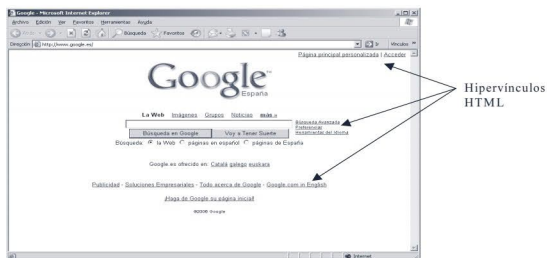 Google - Microsoft Internet Explorer
Archivo Edición Ver Favoritos Herramientas Ayuda
Atrás Búsqueda Favoritos
Dirección http://www.google.es/ Ir Vínculos
Página principal personalizada | Acceder
Google
España
Hipervínculos
HTML
La Web Imágenes Grupos Noticias más »
Búsqueda Avanzada
Preferencias
Herramientas del idioma
Búsqueda en Google Voy a Tener Suerte
Búsqueda: la Web páginas en español páginas de España
Google es ofrecido en: Català galego euskara
Publicidad - Soluciones Empresariales - Todo acerca de Google - Google.com in English
¡Haga de Google su página inicial!
©2006 Google
Internet